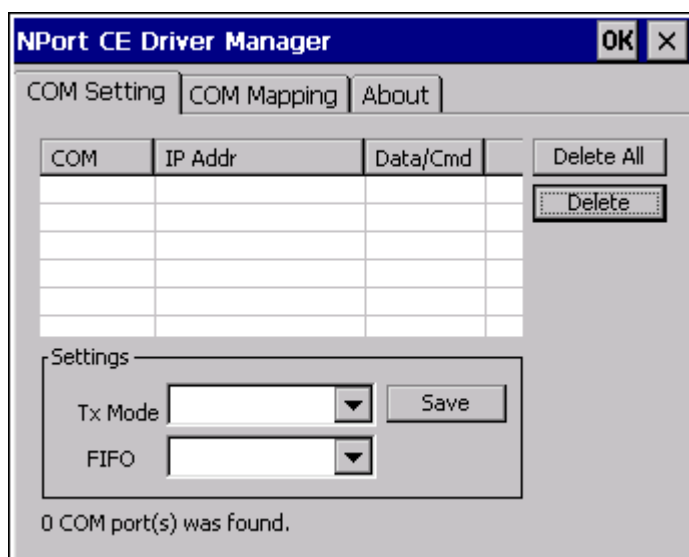 NPort CE Driver Manager OK ×
COM Setting COM Mapping About
COM IP Addr Data/Cmd Delete All
Delete
Settings
Tx Mode Save
FIFO
0 COM port(s) was found.